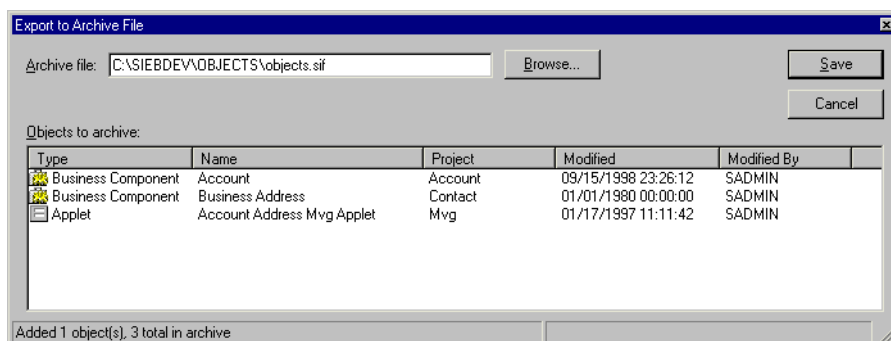 Export to Archive File
Archive file: C:\SIEBDEV\OBJECTS\objects.sif Browse... Save
Cancel
Objects to archive:
Type Name Project Modified Modified By
Business Component Account Account 09/15/1998 23:26:12 SADMIN
Business Component Business Address Contact 01/01/1980 00:00:00 SADMIN
Applet Account Address Mvg Applet Mvg 01/17/1997 11:11:42 SADMIN
Added 1 object(s), 3 total in archive